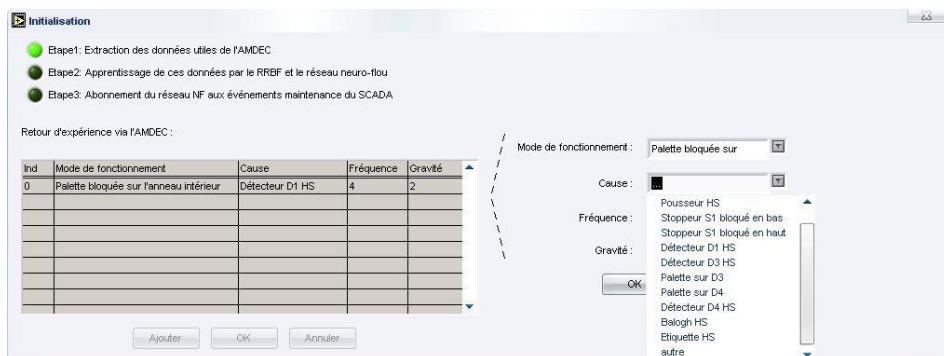 Initialisation
Etape1: Extraction des données utiles de l'AMDEC
Etape2: Apprentissage de ces données par le RRBF et le réseau neuro-flou
Etape3: Abonnement du réseau NF aux événements maintenance du SCADA
Retour d'expérience via l'AMDEC :
Ind Mode de fonctionnement Cause Fréquence Gravité
0 Palette bloquée sur l'anneau intérieur Détecteur D1 HS 4 2
Ajouter OK Annuler
Mode de fonctionnement : Palette bloquée sur
Cause : ...
Fréquence :
Gravité :
OK
Pousseur HS
Stoppeur S1 bloqué en bas
Stoppeur S1 bloqué en haut
Détecteur D1 HS
Détecteur D3 HS
Palette sur D3
Palette sur D4
Détecteur D4 HS
Balogh HS
Etiquette HS
autre